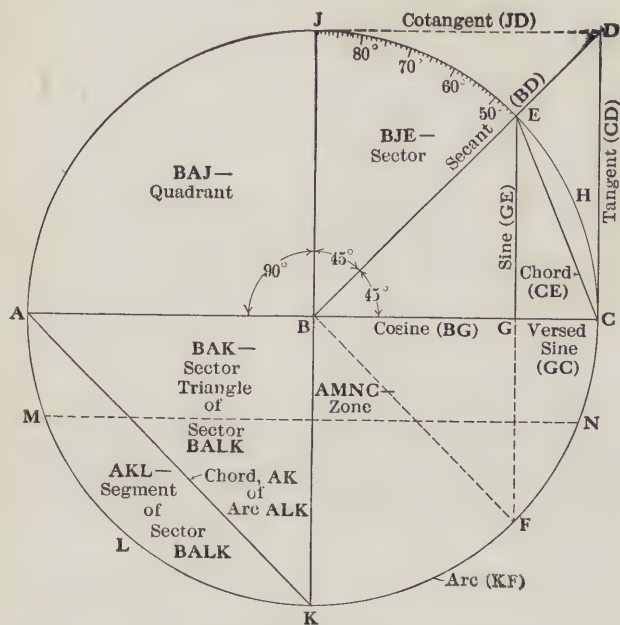 J
Cotangent (JD)
D
80°
70°
60°
50°
(BD)
E
BJE—
Sector
Secant
BAJ—
Quadrant
Sine (GE)
H
Tangent (CD)
90°
45°
45°
Chord
(CE)
A
B
Cosine (BG)
G
Versed
Sine
(GC)
C
BAK—
Sector
Triangle
of
Sector
BALK
AMNC—
Zone
M
N
AKL—
Segment
of
Sector
BALK
Chord, AK
of
Arc ALK
F
L
Arc (KF)
K